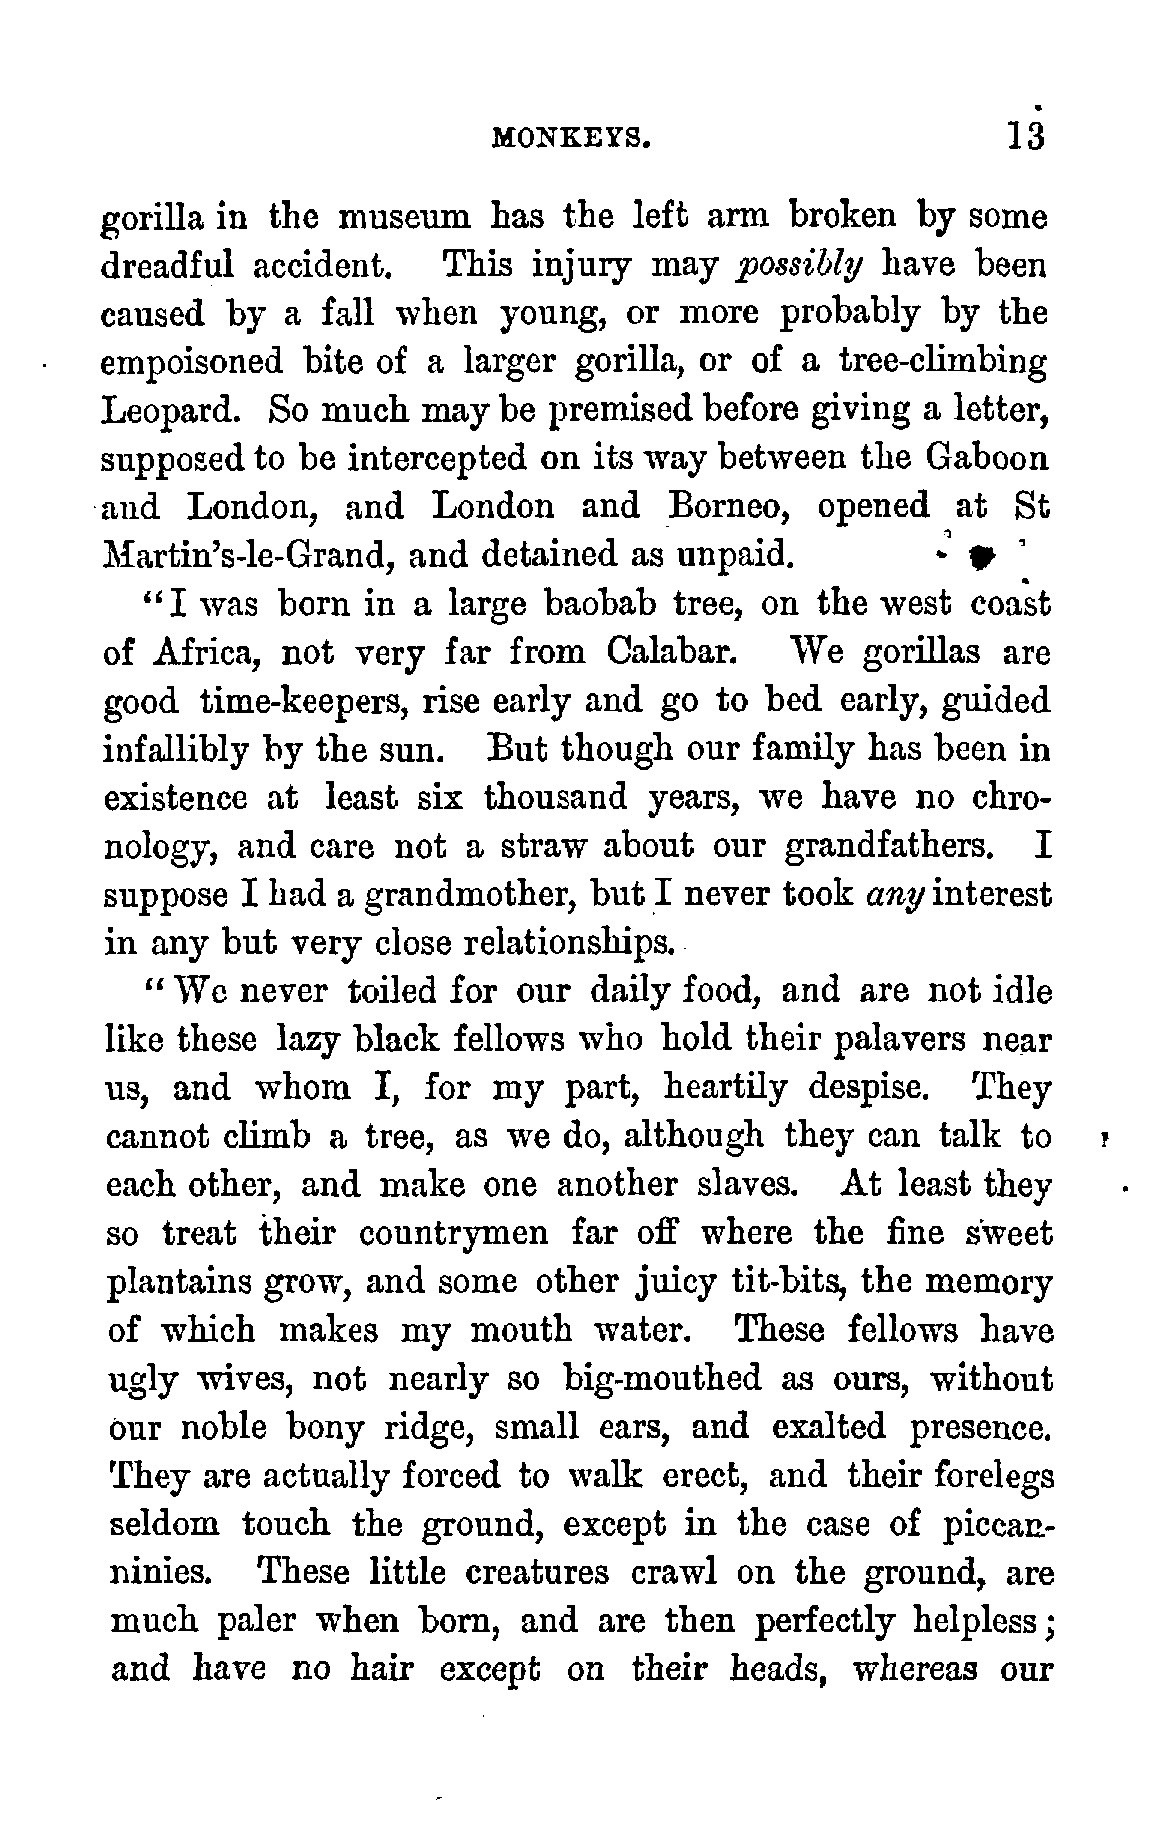 MONKEYS. 13
gorilla in the museum has the left arm broken by some
dreadful accident. This injury may possibly have been
caused by a fall when young, or more probably by the
empoisoned bite of a larger gorilla, or of a tree-climbing
Leopard. So much may be premised before giving a letter,
supposed to be intercepted on its way between the Gaboon
and London, and London and Borneo, opened at St
Martin's-le-Grand, and detained as unpaid.
"I was born in a large baobab tree, on the west coast
of Africa, not very far from Calabar. We gorillas are
good time-keepers, rise early and go to bed early, guided
infallibly by the sun. But though our family has been in
existence at least six thousand years, we have no chro-
nology, and care not a straw about our grandfathers. I
suppose I had a grandmother, but I never took any interest
in any but very close relationships.
"We never toiled for our daily food, and are not idle
like these lazy black fellows who hold their palavers near
us, and whom I, for my part, heartily despise. They
cannot climb a tree, as we do, although they can talk to
each other, and make one another slaves. At least they
so treat their countrymen far off where the fine sweet
plantains grow, and some other juicy tit-bits, the memory
of which makes my mouth water. These fellows have
ugly wives, not nearly so big-mouthed as ours, without
our noble bony ridge, small ears, and exalted presence.
They are actually forced to walk erect, and their forelegs
seldom touch the ground, except in the case of piccan-
ninies. These little creatures crawl on the ground, are
much paler when born, and are then perfectly helpless;
and have no hair except on their heads, whereas our